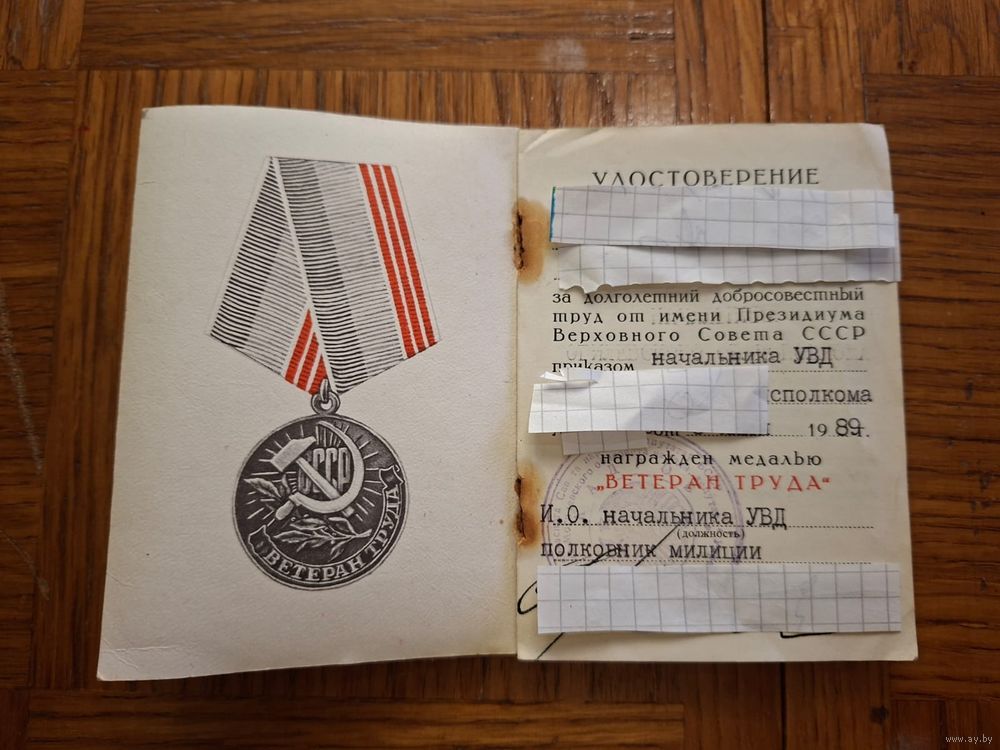 СССР
ВЕТЕРАН ТРУДА
УДОСТОВЕРЕНИЕ
за долголетний добросовестный
труд от имени Президиума
Верховного Совета СССР
приказом начальника УВД
исполкома
1989г.
награжден медалью
„ВЕТЕРАН ТРУДА“
И.О. начальника УВД
(должность)
полковник милиции
www.ay.by